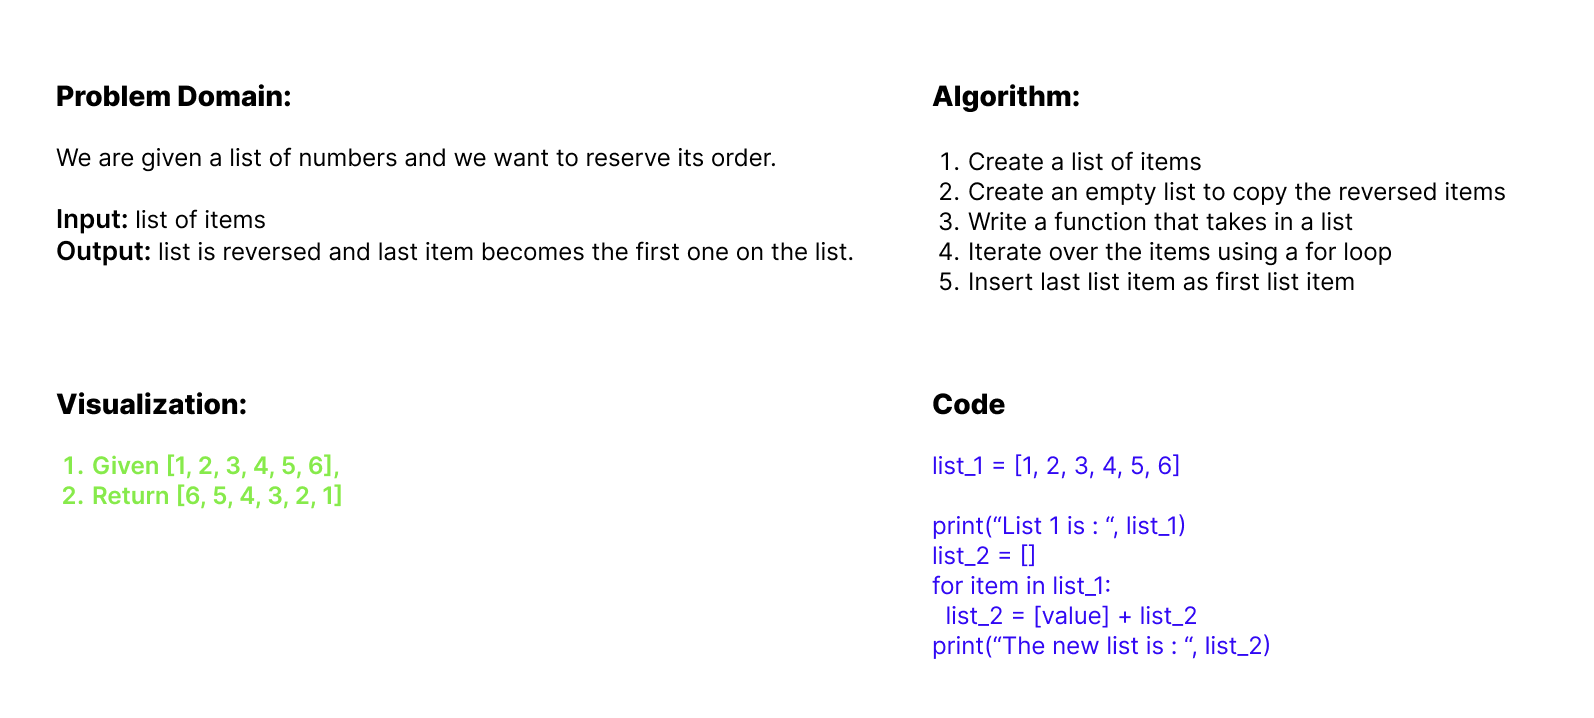 Problem Domain:
We are given a list of numbers and we want to reserve its order.
Input: list of items
Output: list is reversed and last item becomes the first one on the list.
Algorithm:
1. Create a list of items
2. Create an empty list to copy the reversed items
3. Write a function that takes in a list
4. Iterate over the items using a for loop
5. Insert last list item as first list item
Visualization:
1. Given [1, 2, 3, 4, 5, 6],
2. Return [6, 5, 4, 3, 2, 1]
Code
list_1 = [1, 2, 3, 4, 5, 6]
print(“List 1 is : “, list_1)
list_2 = []
for item in list_1:
  list_2 = [value] + list_2
print(“The new list is : “, list_2)